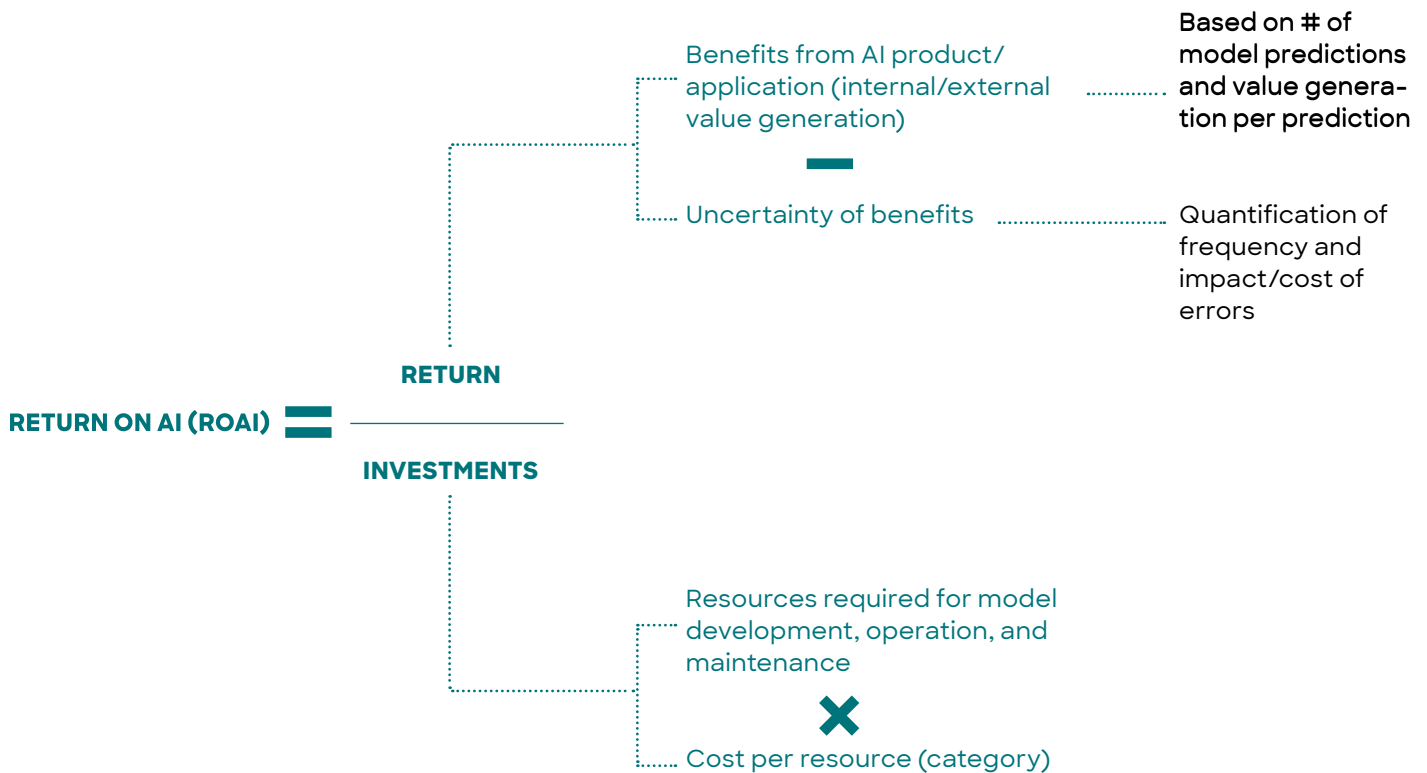 Based on # of
model predictions
and value genera-
tion per prediction
Benefits from AI product/
application (internal/external
value generation)
Uncertainty of benefits
Quantification of
frequency and
impact/cost of
errors
RETURN
RETURN ON AI (ROAI)
INVESTMENTS
Resources required for model
development, operation, and
maintenance
Cost per resource (category)